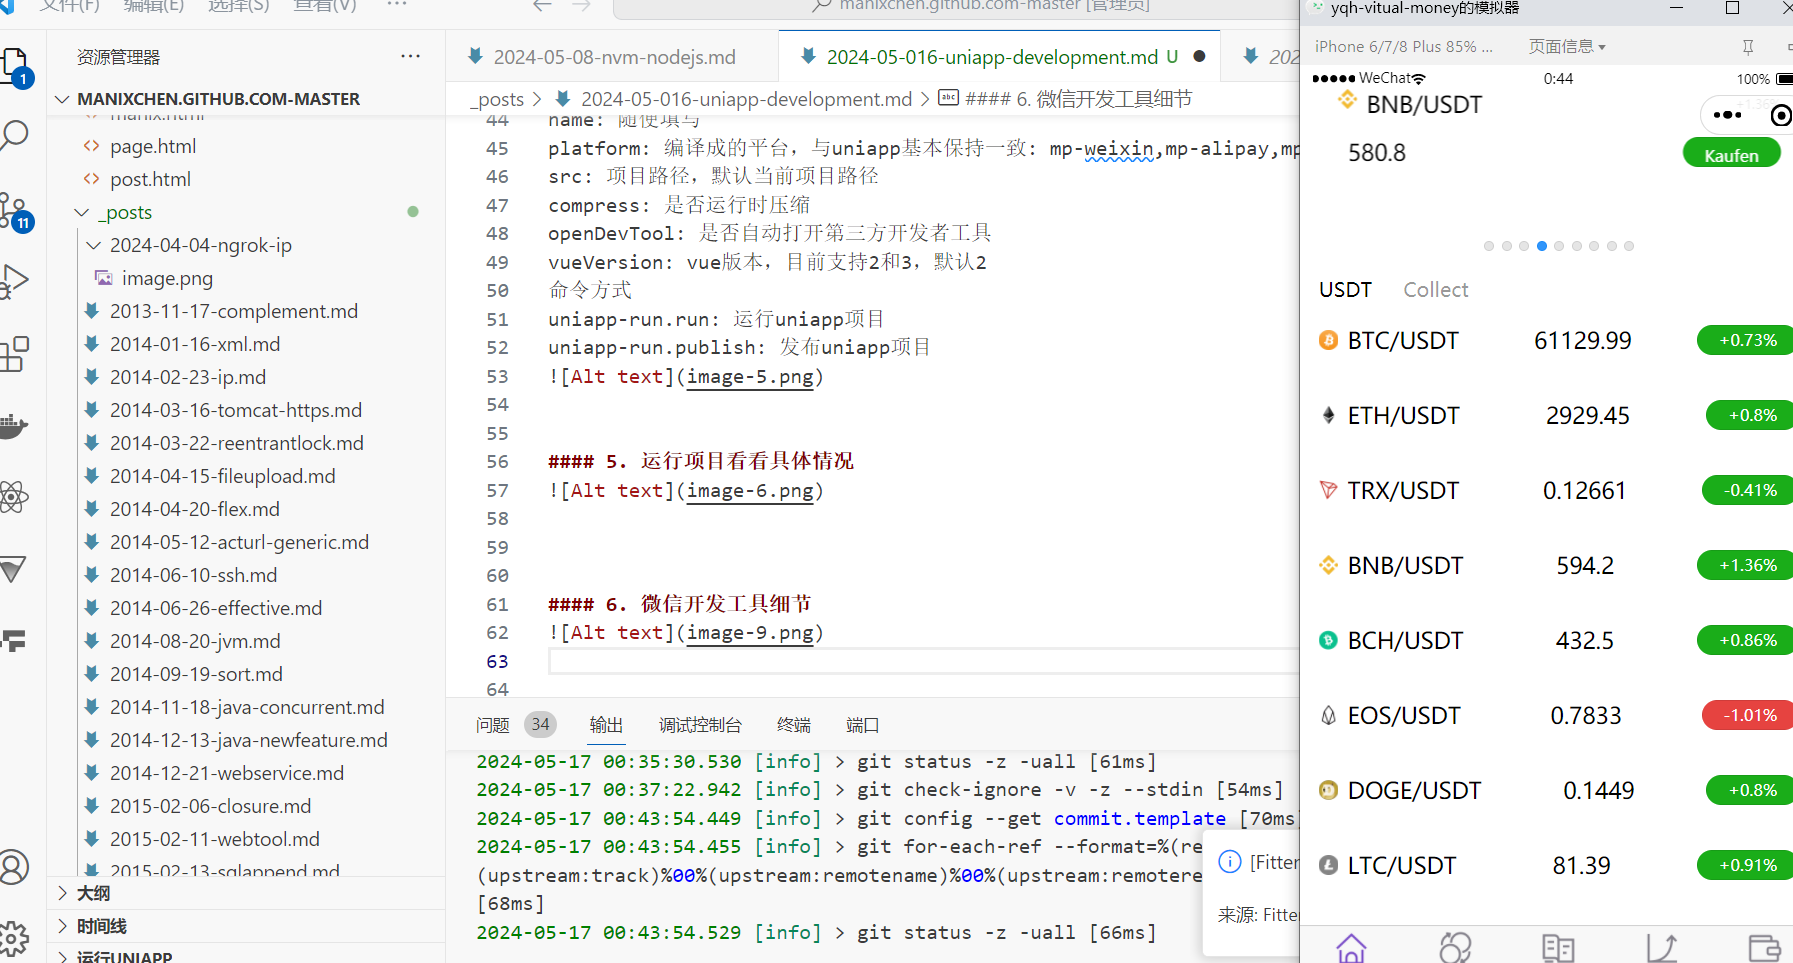 文件(F) 编辑(E) 选择(S) 查看(V) ···
manixchen.github.com-master [管理员]
资源管理器 ···
MANIXCHEN.GITHUB.COM-MASTER
manix.html
page.html
post.html
_posts
2024-04-04-ngrok-ip
image.png
2013-11-17-complement.md
2014-01-16-xml.md
2014-02-23-ip.md
2014-03-16-tomcat-https.md
2014-03-22-reentrantlock.md
2014-04-15-fileupload.md
2014-04-20-flex.md
2014-05-12-acturl-generic.md
2014-06-10-ssh.md
2014-06-26-effective.md
2014-08-20-jvm.md
2014-09-19-sort.md
2014-11-18-java-concurrent.md
2014-12-13-java-newfeature.md
2014-12-21-webservice.md
2015-02-06-closure.md
2015-02-11-webtool.md
2015-02-13-sqlappend.md
大纲
时间线
运行UNIAPP
1
11
2024-05-08-nvm-nodejs.md
2024-05-016-uniapp-development.md U
202
_posts > 2024-05-016-uniapp-development.md > #### 6. 微信开发工具细节
44 name: 随便填写
45 platform: 编译成的平台，与uniapp基本保持一致: mp-weixin,mp-alipay,mp
46 src: 项目路径，默认当前项目路径
47 compress: 是否运行时压缩
48 openDevTool: 是否自动打开第三方开发者工具
49 vueVersion: vue版本，目前支持2和3，默认2
50 命令方式
51 uniapp-run.run: 运行uniapp项目
52 uniapp-run.publish: 发布uniapp项目
53 ![Alt text](image-5.png)
54
55
56 #### 5. 运行项目看看具体情况
57 ![Alt text](image-6.png)
58
59
60
61 #### 6. 微信开发工具细节
62 ![Alt text](image-9.png)
63
64
问题 34 输出 调试控制台 终端 端口
2024-05-17 00:35:30.530 [info] > git status -z -uall [61ms]
2024-05-17 00:37:22.942 [info] > git check-ignore -v -z --stdin [54ms]
2024-05-17 00:43:54.449 [info] > git config --get commit.template [70ms]
2024-05-17 00:43:54.455 [info] > git for-each-ref --format=%(re
(upstream:track)%00%(upstream:remotename)%00%(upstream:remotere
[68ms]
2024-05-17 00:43:54.529 [info] > git status -z -uall [66ms]
[Fitter
来源: Fitte
yqh-vitual-money的模拟器
iPhone 6/7/8 Plus 85% ... 页面信息
WeChat 0:44 100%
BNB/USDT +1.36%
580.8 Kaufen
USDT Collect
BTC/USDT 61129.99 +0.73%
ETH/USDT 2929.45 +0.8%
TRX/USDT 0.12661 -0.41%
BNB/USDT 594.2 +1.36%
BCH/USDT 432.5 +0.86%
EOS/USDT 0.7833 -1.01%
DOGE/USDT 0.1449 +0.8%
LTC/USDT 81.39 +0.91%